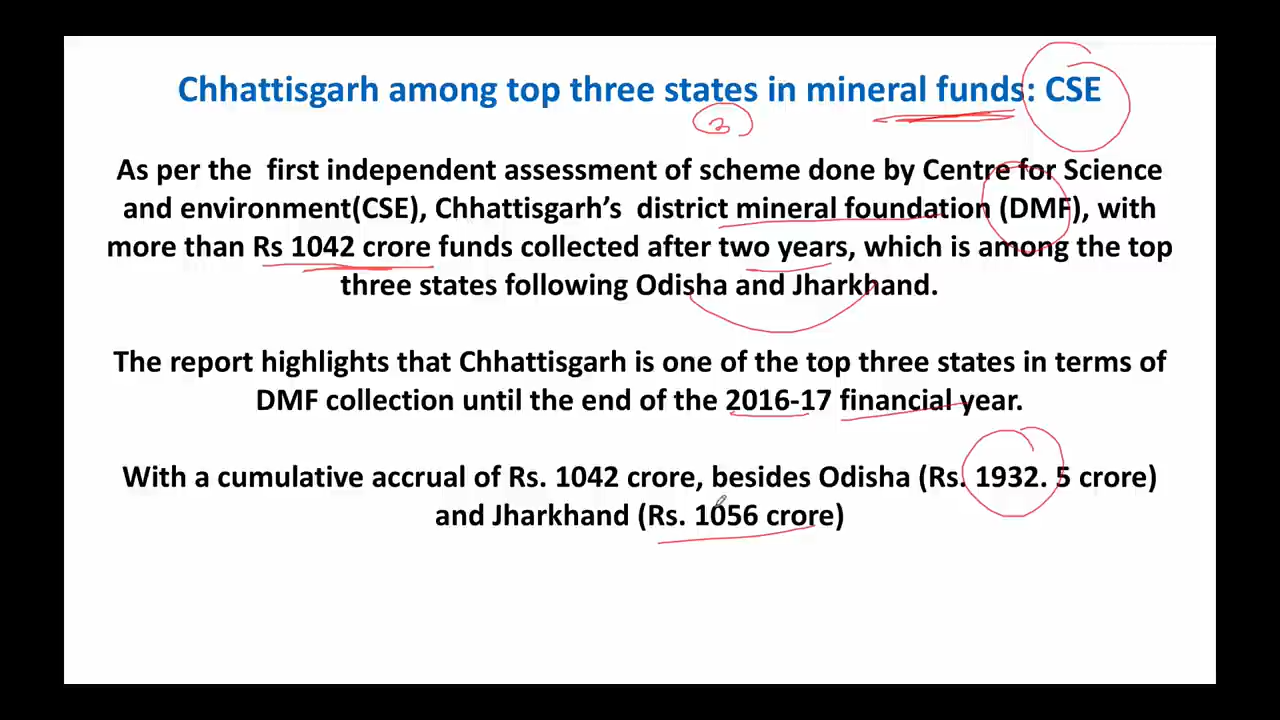 Chhattisgarh among top three states in mineral funds: CSE
3
As per the first independent assessment of scheme done by Centre for Science
and environment(CSE), Chhattisgarh's district mineral foundation (DMF), with
more than Rs 1042 crore funds collected after two years, which is among the top
three states following Odisha and Jharkhand.
The report highlights that Chhattisgarh is one of the top three states in terms of
DMF collection until the end of the 2016-17 financial year.
With a cumulative accrual of Rs. 1042 crore, besides Odisha (Rs. 1932. 5 crore)
and Jharkhand (Rs. 1056 crore)